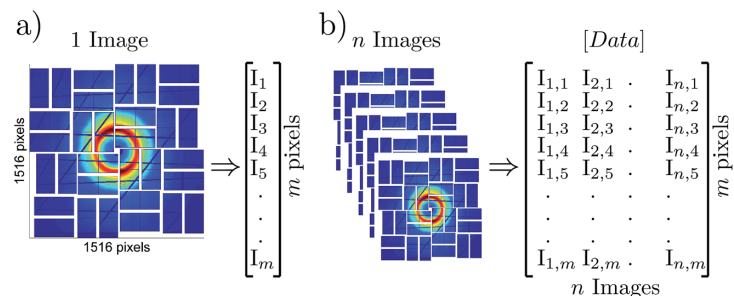 a)
1 Image
1516 pixels
1516 pixels
⇒
I₁
I₂
I₃
I₄
I₅
.
.
.
Iₘ
m pixels
b)
n Images
⇒
[Data]
I₁,₁ I₂,₁ . Iₙ,₁
I₁,₂ I₂,₂ . Iₙ,₂
I₁,₃ I₂,₃ . Iₙ,₃
I₁,₄ I₂,₄ . Iₙ,₄
I₁,₅ I₂,₅ . Iₙ,₅
. . . .
. . . .
. . . .
I₁,ₘ I₂,ₘ . Iₙ,ₘ
m pixels
n Images